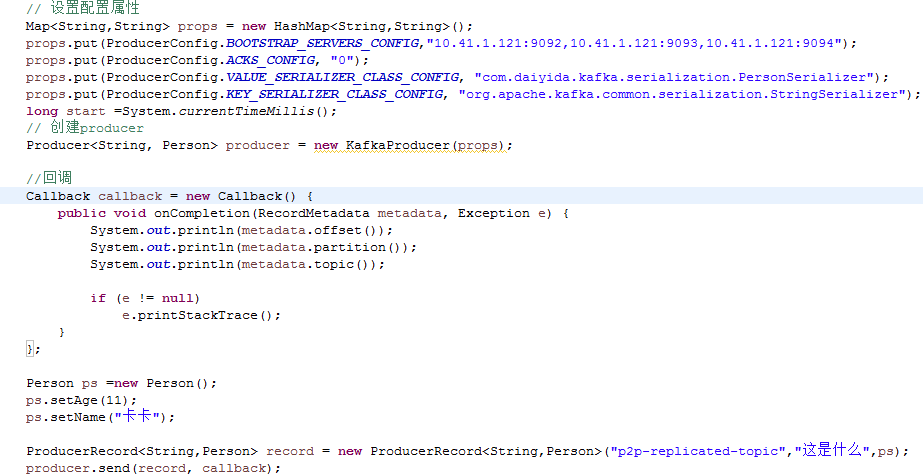 // 设置配置属性
Map<String,String> props = new HashMap<String,String>();
props.put(ProducerConfig.BOOTSTRAP_SERVERS_CONFIG,"10.41.1.121:9092,10.41.1.121:9093,10.41.1.121:9094");
props.put(ProducerConfig.ACKS_CONFIG, "0");
props.put(ProducerConfig.VALUE_SERIALIZER_CLASS_CONFIG, "com.daiyida.kafka.serialization.PersonSerializer");
props.put(ProducerConfig.KEY_SERIALIZER_CLASS_CONFIG, "org.apache.kafka.common.serialization.StringSerializer");
long start =System.currentTimeMillis();
// 创建producer
Producer<String, Person> producer = new KafkaProducer(props);
//回调
Callback callback = new Callback() {
public void onCompletion(RecordMetadata metadata, Exception e) {
System.out.println(metadata.offset());
System.out.println(metadata.partition());
System.out.println(metadata.topic());
if (e != null)
e.printStackTrace();
}
};
Person ps =new Person();
ps.setAge(11);
ps.setName("卡卡");
ProducerRecord<String,Person> record = new ProducerRecord<String,Person>("p2p-replicated-topic","这是什么",ps);
producer.send(record, callback);